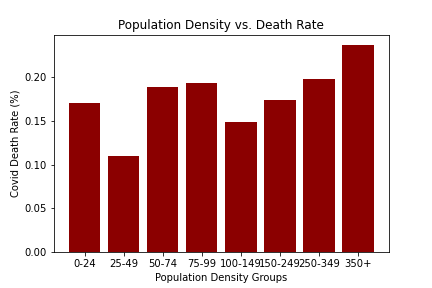 Population Density vs. Death Rate
Covid Death Rate (%)
0.20
0.15
0.10
0.05
0.00
0-24 25-49 50-74 75-99 100-149 150-249 250-349 350+
Population Density Groups